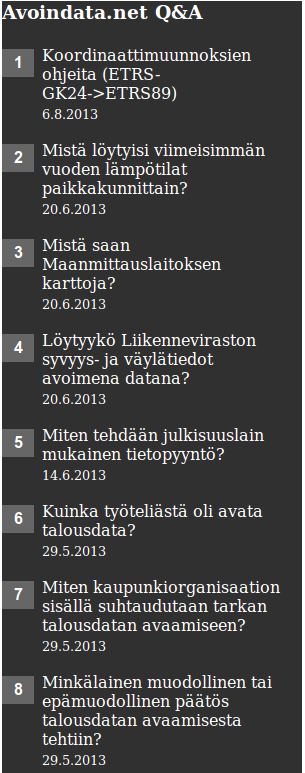 Avoindata.net Q&A
1
Koordinaattimuunnoksien
ohjeita (ETRS-
GK24->ETRS89)
6.8.2013
2
Mistä löytyisi viimeisimmän
vuoden lämpötilat
paikkakunnittain?
20.6.2013
3
Mistä saan
Maanmittauslaitoksen
karttoja?
20.6.2013
4
Löytyykö Liikenneviraston
syvyys- ja väylätiedot
avoimena datana?
20.6.2013
5
Miten tehdään julkisuuslain
mukainen tietopyyntö?
14.6.2013
6
Kuinka työteliästä oli avata
talousdata?
29.5.2013
7
Miten kaupunkiorganisaation
sisällä suhtaudutaan tarkan
talousdatan avaamiseen?
29.5.2013
8
Minkälainen muodollinen tai
epämuodollinen päätös
talousdatan avaamisesta
tehtiin?
29.5.2013